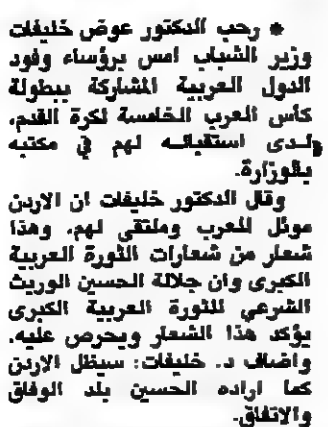 * رحب الدكتور عوض خليفات
وزير الشباب امس برؤساء وفود
الدول العربية المشاركة ببطولة
كأس العرب الخامسة لكرة القدم،
لدى استقباله لهم في مكتبه
بالوزارة.
وقال الدكتور خليفات ان الاردن
موئل للعرب وملتقى لهم، وهذا
شعار من شعارات الثورة العربية
الكبرى وان جلالة الحسين الوريث
الشرعي للثورة العربية الكبرى
يؤكد هذا الشعار ويحرص عليه.
واضاف د. خليفات: سيظل الاردن
كما اراده الحسين بلد الوفاق
والاتفاق.